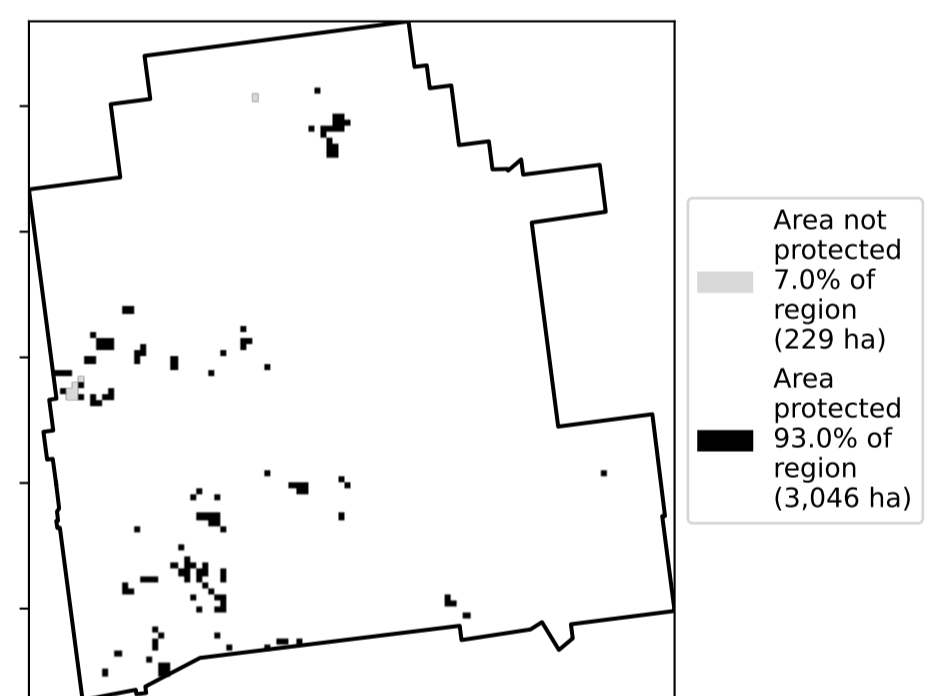 Area not
protected
7.0% of
region
(229 ha)
Area
protected
93.0% of
region
(3,046 ha)